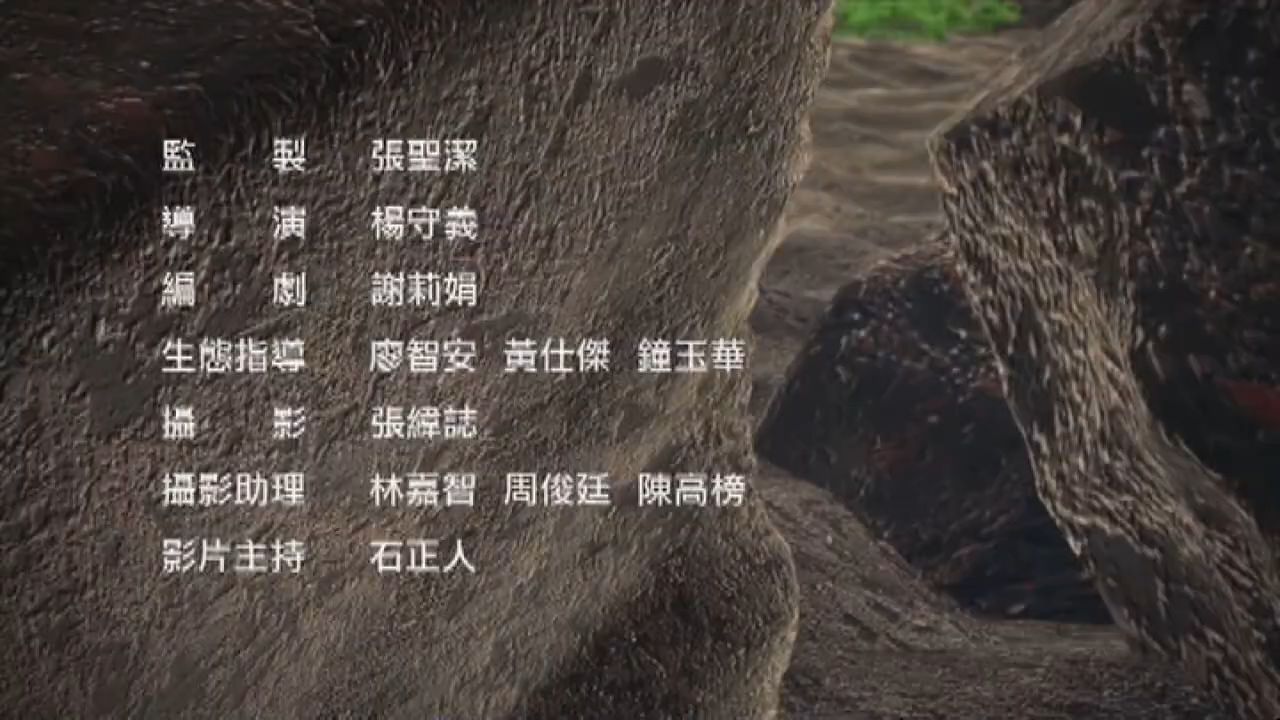 監製 張聖潔
導演 楊守義
編劇 謝莉娟
生態指導 廖智安 黃仕傑 鐘玉華
攝影 張緯誌
攝影助理 林嘉智 周俊廷 陳高榜
影片主持 石正人